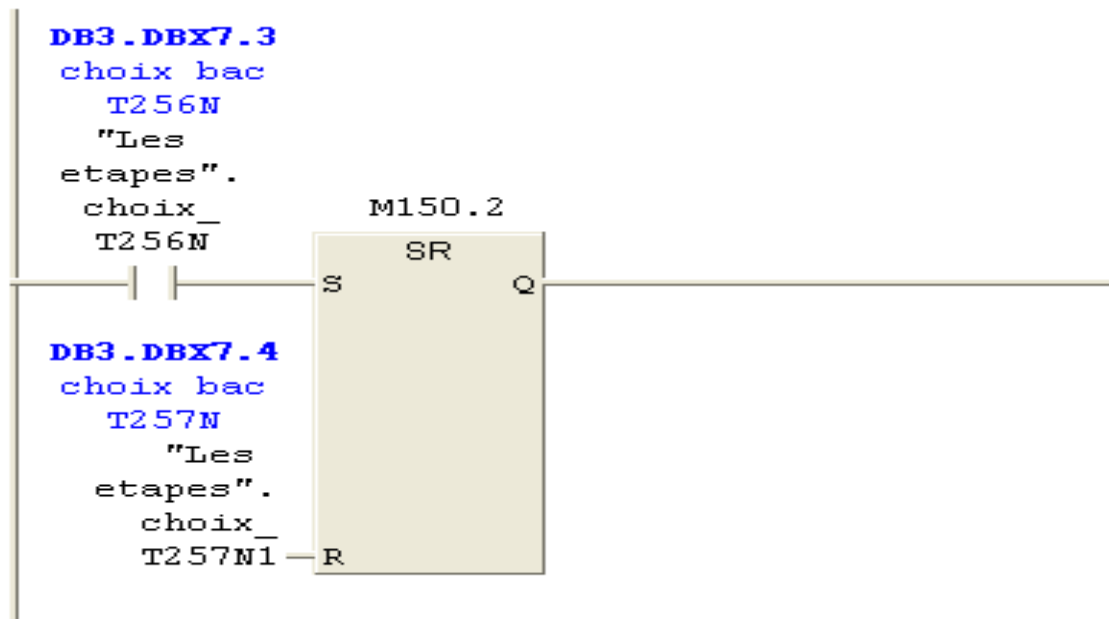 DB3.DBX7.3
choix bac
T256N
"Les
etapes".
choix_
T256N
M150.2
SR
S
Q
DB3.DBX7.4
choix bac
T257N
"Les
etapes".
choix_
T257N1
R